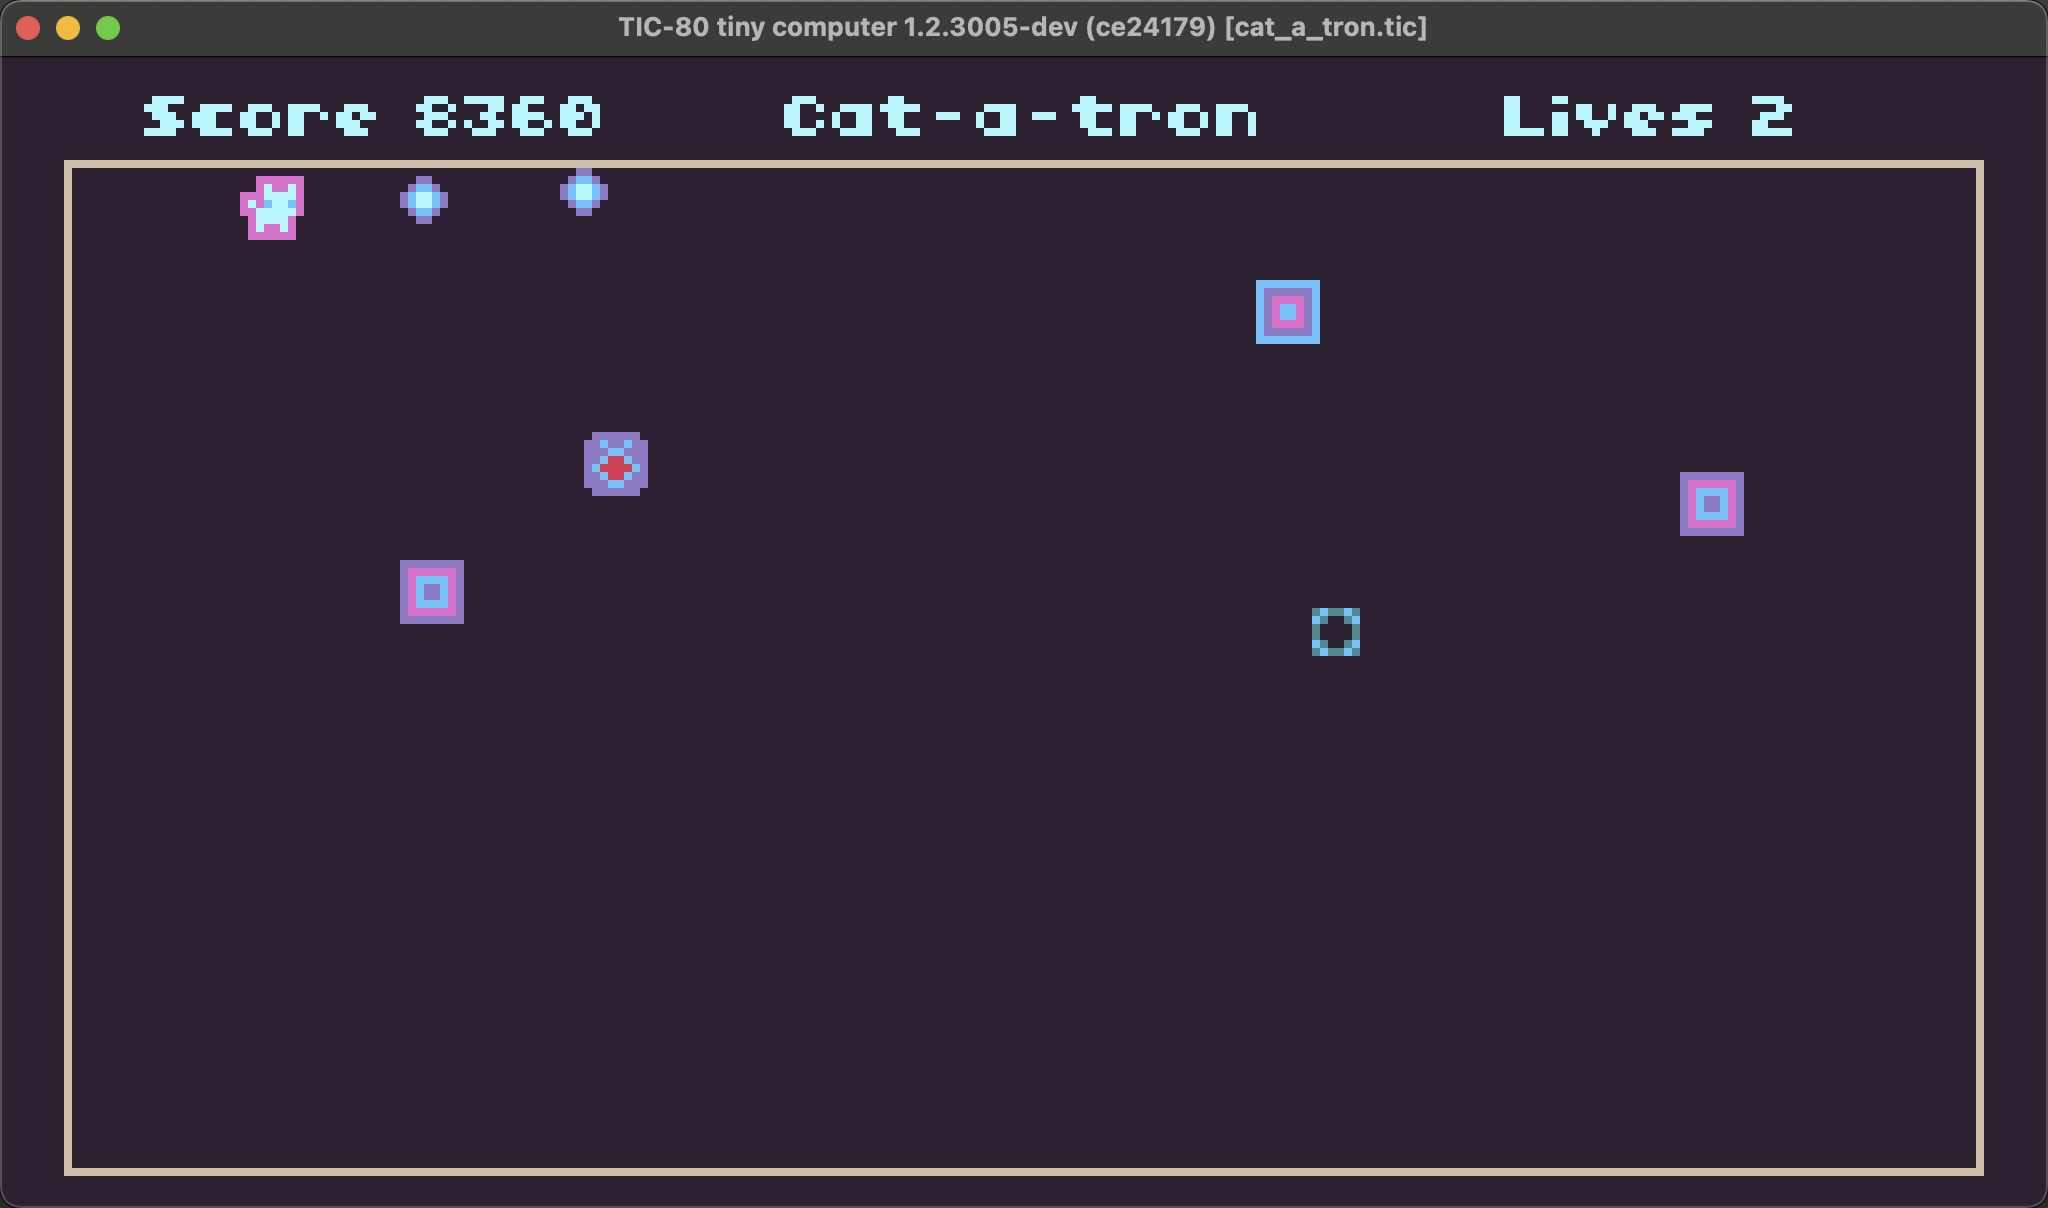 TIC-80 tiny computer 1.2.3005-dev (ce24179) [cat_a_tron.tic]
Score 8360 Cat-a-tron Lives 2